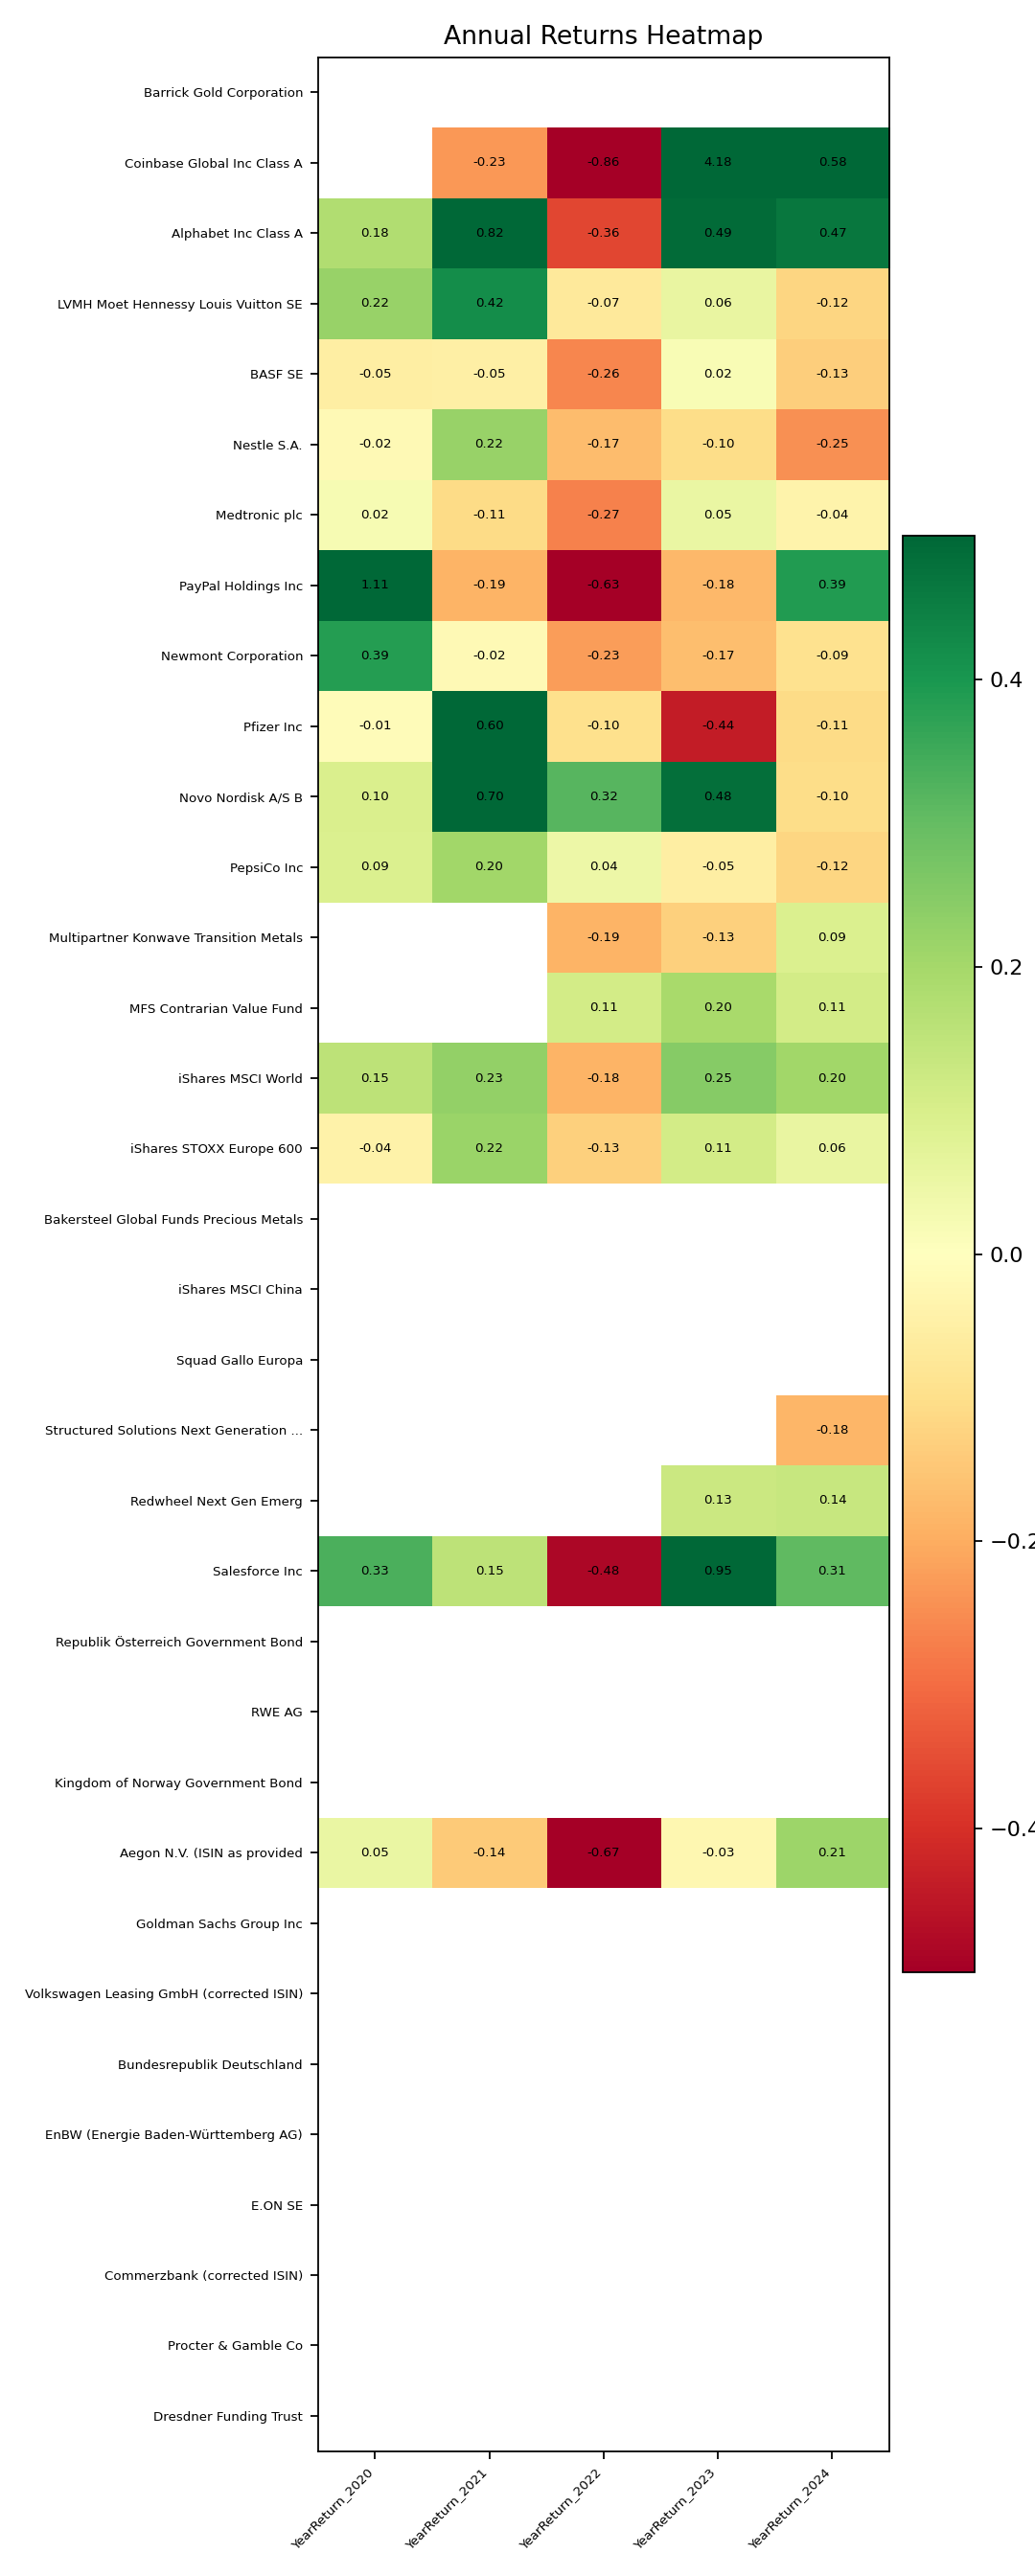 Annual Returns Heatmap
Barrick Gold Corporation
Coinbase Global Inc Class A -0.23 -0.86 4.18 0.58
Alphabet Inc Class A 0.18 0.82 -0.36 0.49 0.47
LVMH Moet Hennessy Louis Vuitton SE 0.22 0.42 -0.07 0.06 -0.12
BASF SE -0.05 -0.05 -0.26 0.02 -0.13
Nestle S.A. -0.02 0.22 -0.17 -0.10 -0.25
Medtronic plc 0.02 -0.11 -0.27 0.05 -0.04
PayPal Holdings Inc 1.11 -0.19 -0.63 -0.18 0.39
Newmont Corporation 0.39 -0.02 -0.23 -0.17 -0.09
0.4
Pfizer Inc -0.01 0.60 -0.10 -0.44 -0.11
Novo Nordisk A/S B 0.10 0.70 0.32 0.48 -0.10
PepsiCo Inc 0.09 0.20 0.04 -0.05 -0.12
Multipartner Konwave Transition Metals -0.19 -0.13 0.09
0.2
MFS Contrarian Value Fund 0.11 0.20 0.11
iShares MSCI World 0.15 0.23 -0.18 0.25 0.20
iShares STOXX Europe 600 -0.04 0.22 -0.13 0.11 0.06
Bakersteel Global Funds Precious Metals
0.0
iShares MSCI China
Squad Gallo Europa
Structured Solutions Next Generation ... -0.18
Redwheel Next Gen Emerg 0.13 0.14
−0.2
Salesforce Inc 0.33 0.15 -0.48 0.95 0.31
Republik Österreich Government Bond
RWE AG
Kingdom of Norway Government Bond
−0.4
Aegon N.V. (ISIN as provided 0.05 -0.14 -0.67 -0.03 0.21
Goldman Sachs Group Inc
Volkswagen Leasing GmbH (corrected ISIN)
Bundesrepublik Deutschland
EnBW (Energie Baden-Württemberg AG)
E.ON SE
Commerzbank (corrected ISIN)
Procter & Gamble Co
Dresdner Funding Trust
YearReturn_2020 YearReturn_2021 YearReturn_2022 YearReturn_2023 YearReturn_2024